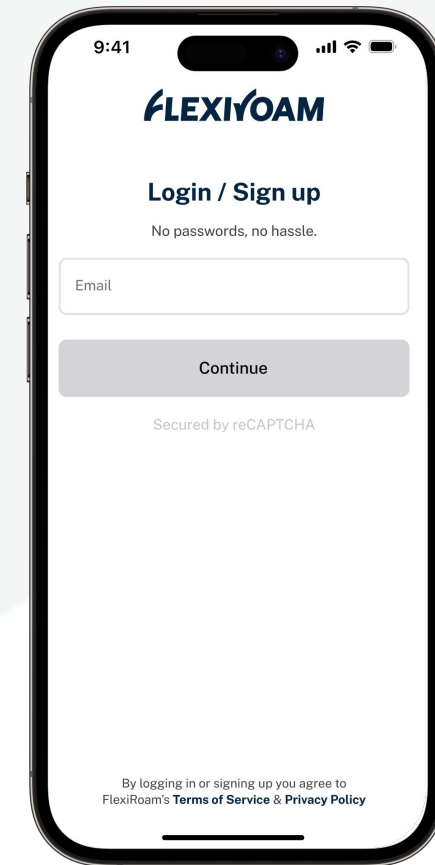 9:41
FLEXIROAM
Login / Sign up
No passwords, no hassle.
Email
Continue
Secured by reCAPTCHA
By logging in or signing up you agree to
FlexiRoam's Terms of Service & Privacy Policy